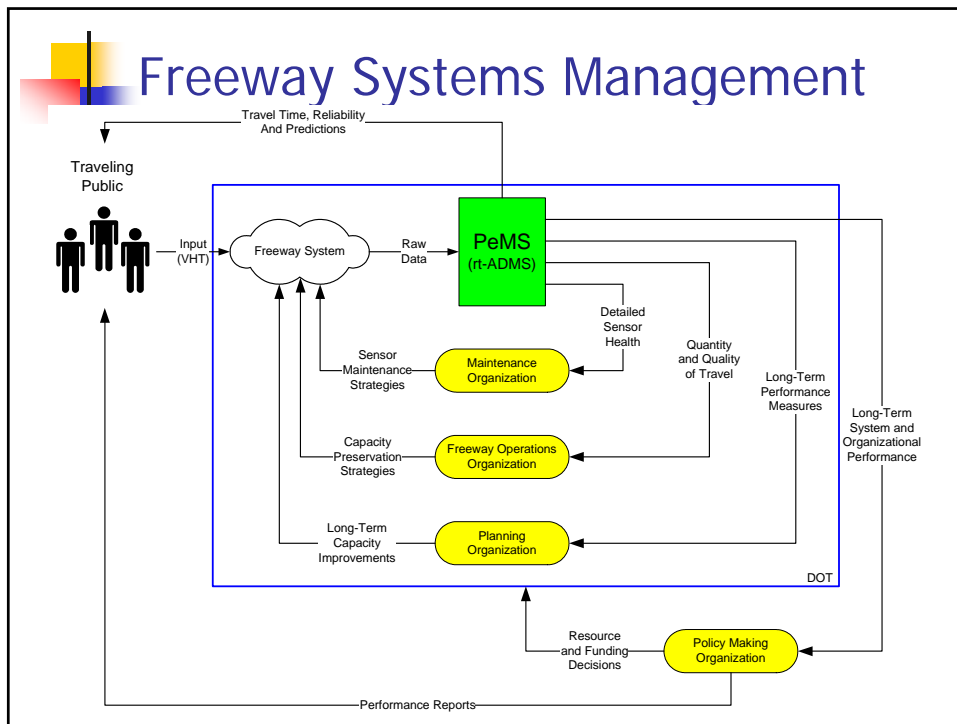 Freeway Systems Management
Travel Time, Reliability
And Predictions
Traveling
Public
Input
(VHT)
Freeway System
Raw
Data
PeMS
(rt-ADMS)
Detailed
Sensor
Health
Quantity
and Quality
of Travel
Long-Term
Performance
Measures
Long-Term
System and
Organizational
Performance
Sensor
Maintenance
Strategies
Maintenance
Organization
Capacity
Preservation
Strategies
Freeway Operations
Organization
Long-Term
Capacity
Improvements
Planning
Organization
DOT
Resource
and Funding
Decisions
Policy Making
Organization
Performance Reports